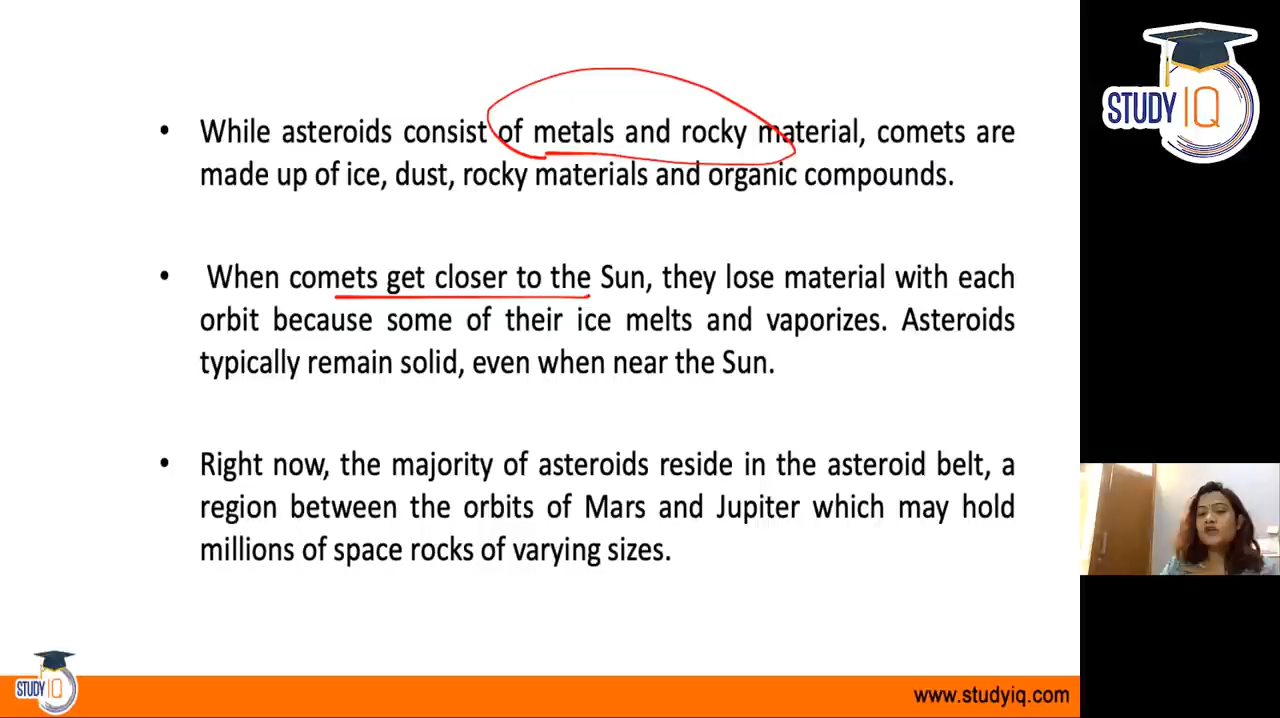 • While asteroids consist of metals and rocky material, comets are
made up of ice, dust, rocky materials and organic compounds.
• When comets get closer to the Sun, they lose material with each
orbit because some of their ice melts and vaporizes. Asteroids
typically remain solid, even when near the Sun.
• Right now, the majority of asteroids reside in the asteroid belt, a
region between the orbits of Mars and Jupiter which may hold
millions of space rocks of varying sizes.
STUDY IQ
STUDY IQ
www.studyiq.com